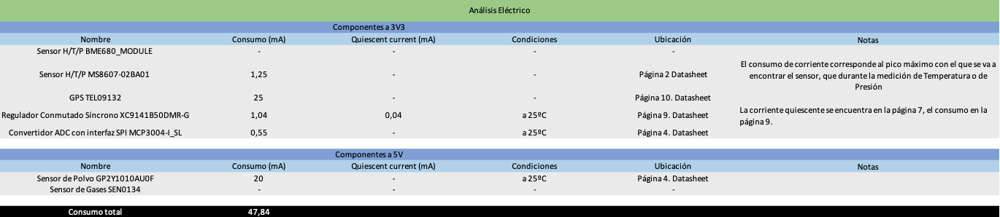 Análisis Eléctrico
Componentes a 3V3
Nombre Consumo (mA) Quiescent current (mA) Condiciones Ubicación Notas
Sensor H/T/P BME680_MODULE - - - -
Sensor H/T/P MS8607-02BA01 1,25 - - Página 2 Datasheet El consumo de corriente corresponde al pico máximo con el que se va a
encontrar el sensor, que durante la medición de Temperatura o de
Presión
GPS TEL09132 25 - - Página 10. Datasheet
Regulador Conmutado Síncrono XC9141B50DMR-G 1,04 0,04 a 25ºC Página 9. Datasheet La corriente quiescente se encuentra en la página 7, el consumo en la
página 9.
Convertidor ADC con interfaz SPI MCP3004-I_SL 0,55 - a 25ºC Página 4. Datasheet
Componentes a 5V
Nombre Consumo (mA) Quiescent current (mA) Condiciones Ubicación Notas
Sensor de Polvo GP2Y1010AU0F 20 - a 25ºC Página 4. Datasheet
Sensor de Gases SEN0134 - - - -
Consumo total 47,84